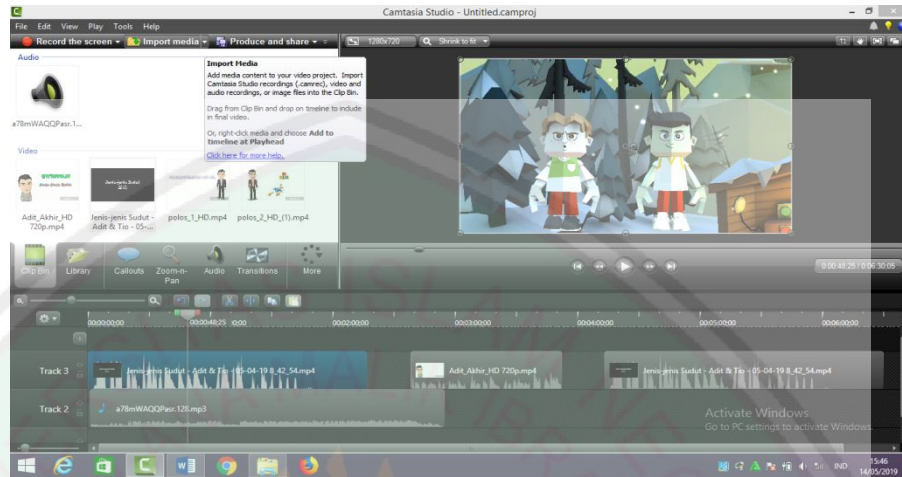 Camtasia Studio - Untitled.camproj
File Edit View Play Tools Help
Record the screen Import media Produce and share
1280x720 Shrink to fit
Audio
a78mWAQQPasr.1...
Import Media
Add media content to your video project. Import
Camtasia Studio recordings (.camrec), video and
audio recordings, or image files into the Clip Bin.
Drag from Clip Bin and drop on timeline to include
in final video.
Or, right-click media and choose Add to
timeline at Playhead
Click here for more help.
Video
Adit_Akhir_HD
720p.mp4
Jenis-jenis Sudut -
Adit & Tio - 05-...
polos_1_HD.mp4
polos_2_HD_(1).mp4
Clip Bin Library Callouts Zoom-n-
Pan Audio Transitions More
0:00:48;25 / 0:06:30;05
00:00:00;00 00:00:48;25 00:02:00;00 00:03:00;00 00:04:00;00 00:05:00;00 00:06:00;00
Track 3 Jenis-jenis Sudut - Adit & Tio - 05-04-19 8_42_54.mp4 Adit_Akhir_HD 720p.mp4 Jenis-jenis Sudut - Adit & Tio - 05-04-19 8_42_54.mp4
Track 2 a78mWAQQPasr.128.mp3
Activate Windows
Go to PC settings to activate Windows.
IND
15:46
14/05/2019